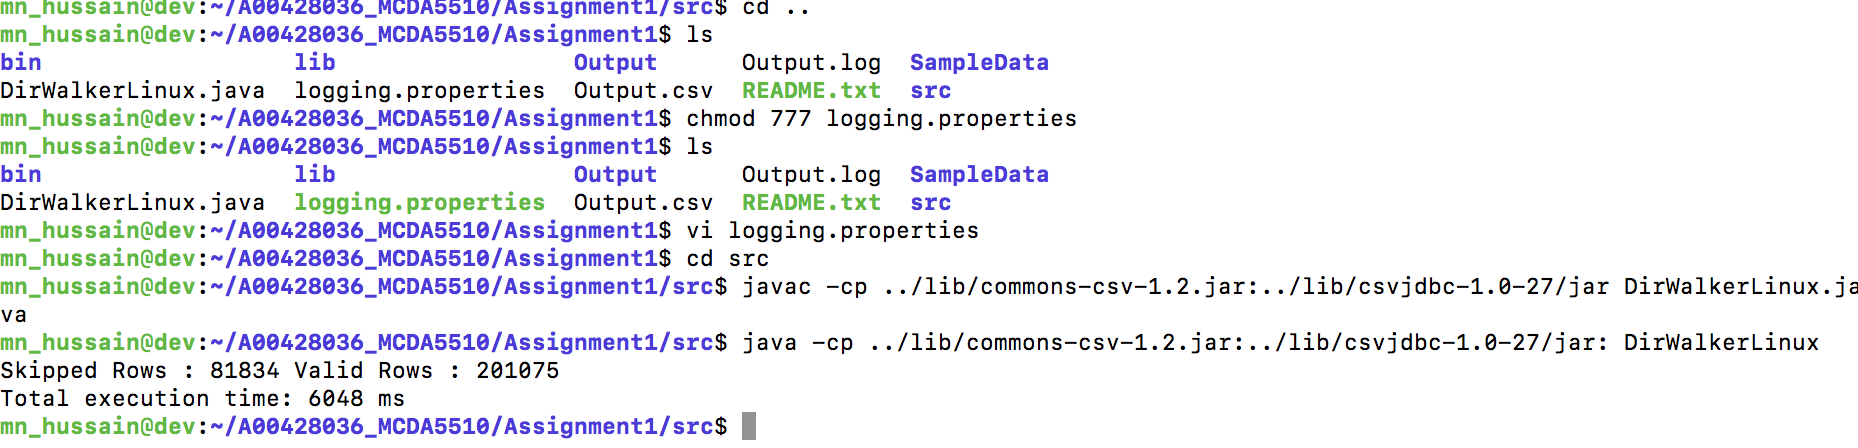 mn_hussain@dev:~/A00428036_MCDA5510/Assignment1/src$ cd ..
mn_hussain@dev:~/A00428036_MCDA5510/Assignment1$ ls
bin                  lib                Output      Output.log  SampleData
DirWalkerLinux.java  logging.properties  Output.csv  README.txt  src
mn_hussain@dev:~/A00428036_MCDA5510/Assignment1$ chmod 777 logging.properties
mn_hussain@dev:~/A00428036_MCDA5510/Assignment1$ ls
bin                  lib                Output      Output.log  SampleData
DirWalkerLinux.java  logging.properties  Output.csv  README.txt  src
mn_hussain@dev:~/A00428036_MCDA5510/Assignment1$ vi logging.properties
mn_hussain@dev:~/A00428036_MCDA5510/Assignment1$ cd src
mn_hussain@dev:~/A00428036_MCDA5510/Assignment1/src$ javac -cp ../lib/commons-csv-1.2.jar:../lib/csvjdbc-1.0-27/jar DirWalkerLinux.ja
va
mn_hussain@dev:~/A00428036_MCDA5510/Assignment1/src$ java -cp ../lib/commons-csv-1.2.jar:../lib/csvjdbc-1.0-27/jar: DirWalkerLinux
Skipped Rows : 81834 Valid Rows : 201075
Total execution time: 6048 ms
mn_hussain@dev:~/A00428036_MCDA5510/Assignment1/src$